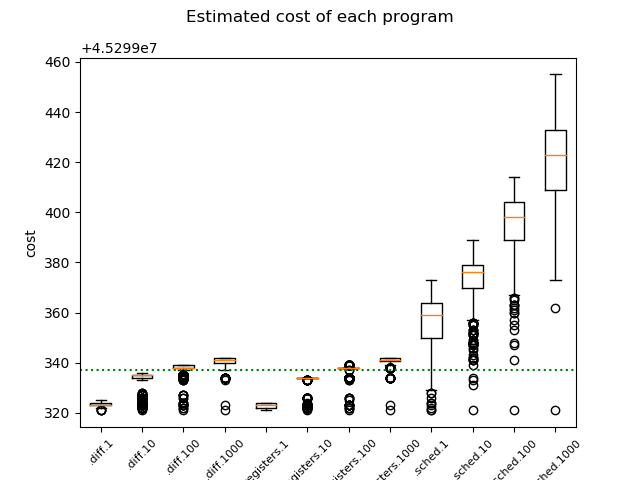 Estimated cost of each program
+4.5299e7
460
440
420
400
380
360
340
320
cost
.diff.1
.diff.10
.diff.100
.diff.1000
egisters.1
gisters.10
isters.100
sters.1000
.sched.1
sched.10
sched.100
ched.1000